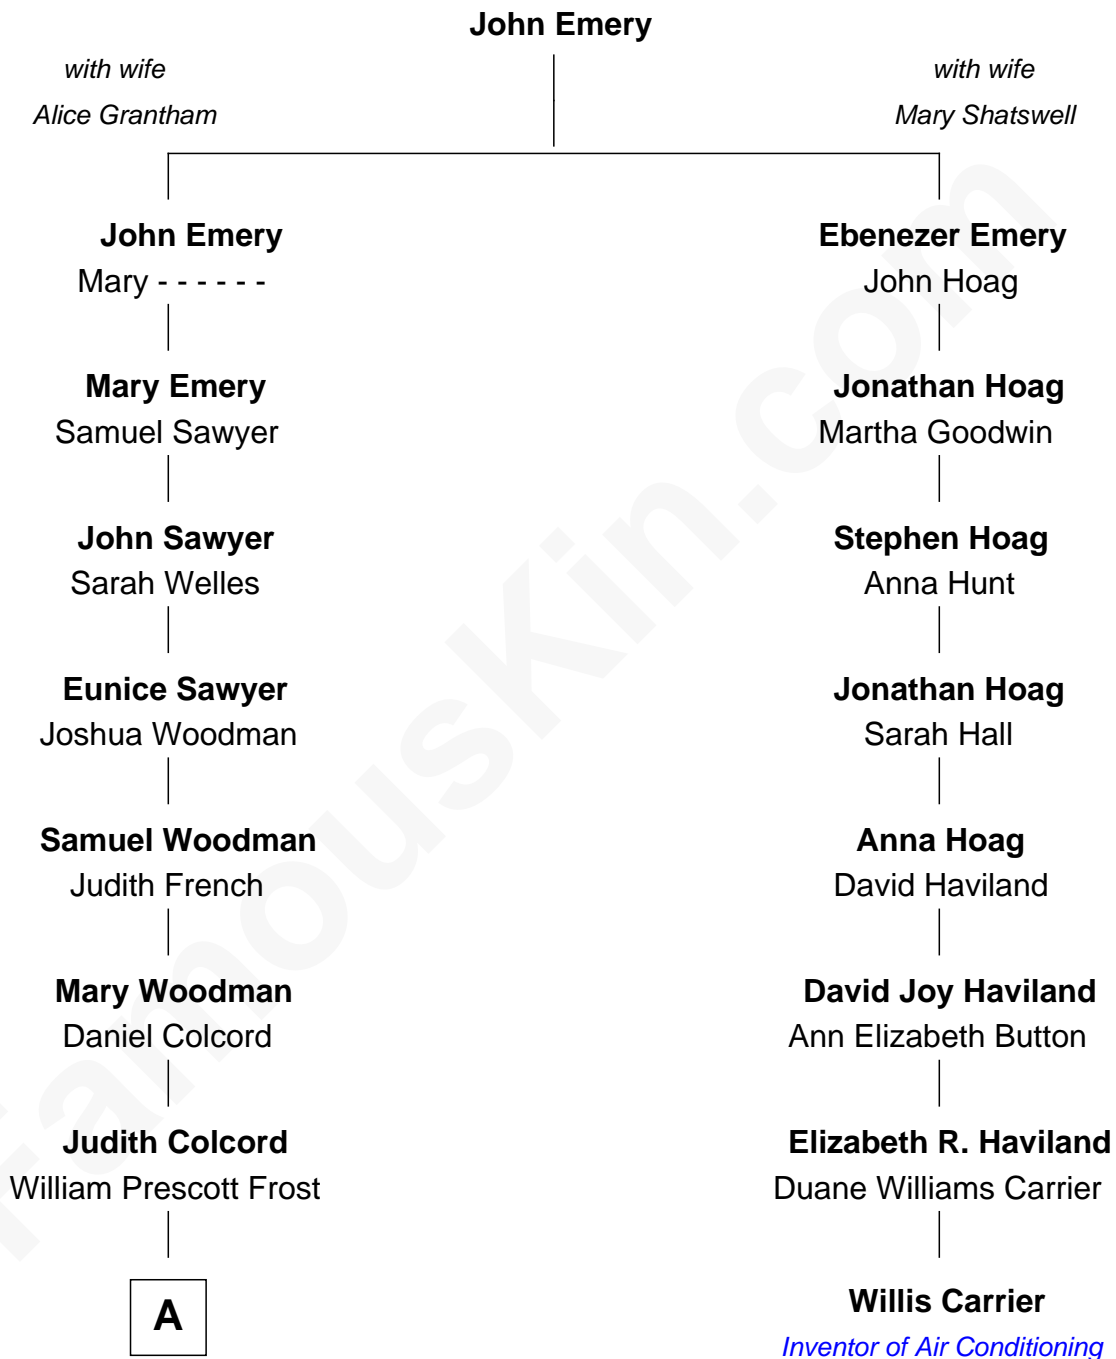 John Emery
with wife
Alice Grantham
with wife
Mary Shatswell
John Emery
Mary - - - - - -
Ebenezer Emery
John Hoag
Mary Emery
Samuel Sawyer
Jonathan Hoag
Martha Goodwin
John Sawyer
Sarah Welles
Stephen Hoag
Anna Hunt
Eunice Sawyer
Joshua Woodman
Jonathan Hoag
Sarah Hall
Samuel Woodman
Judith French
Anna Hoag
David Haviland
Mary Woodman
Daniel Colcord
David Joy Haviland
Ann Elizabeth Button
Judith Colcord
William Prescott Frost
Elizabeth R. Haviland
Duane Williams Carrier
A
Willis Carrier
Inventor of Air Conditioning
FamousKin.com